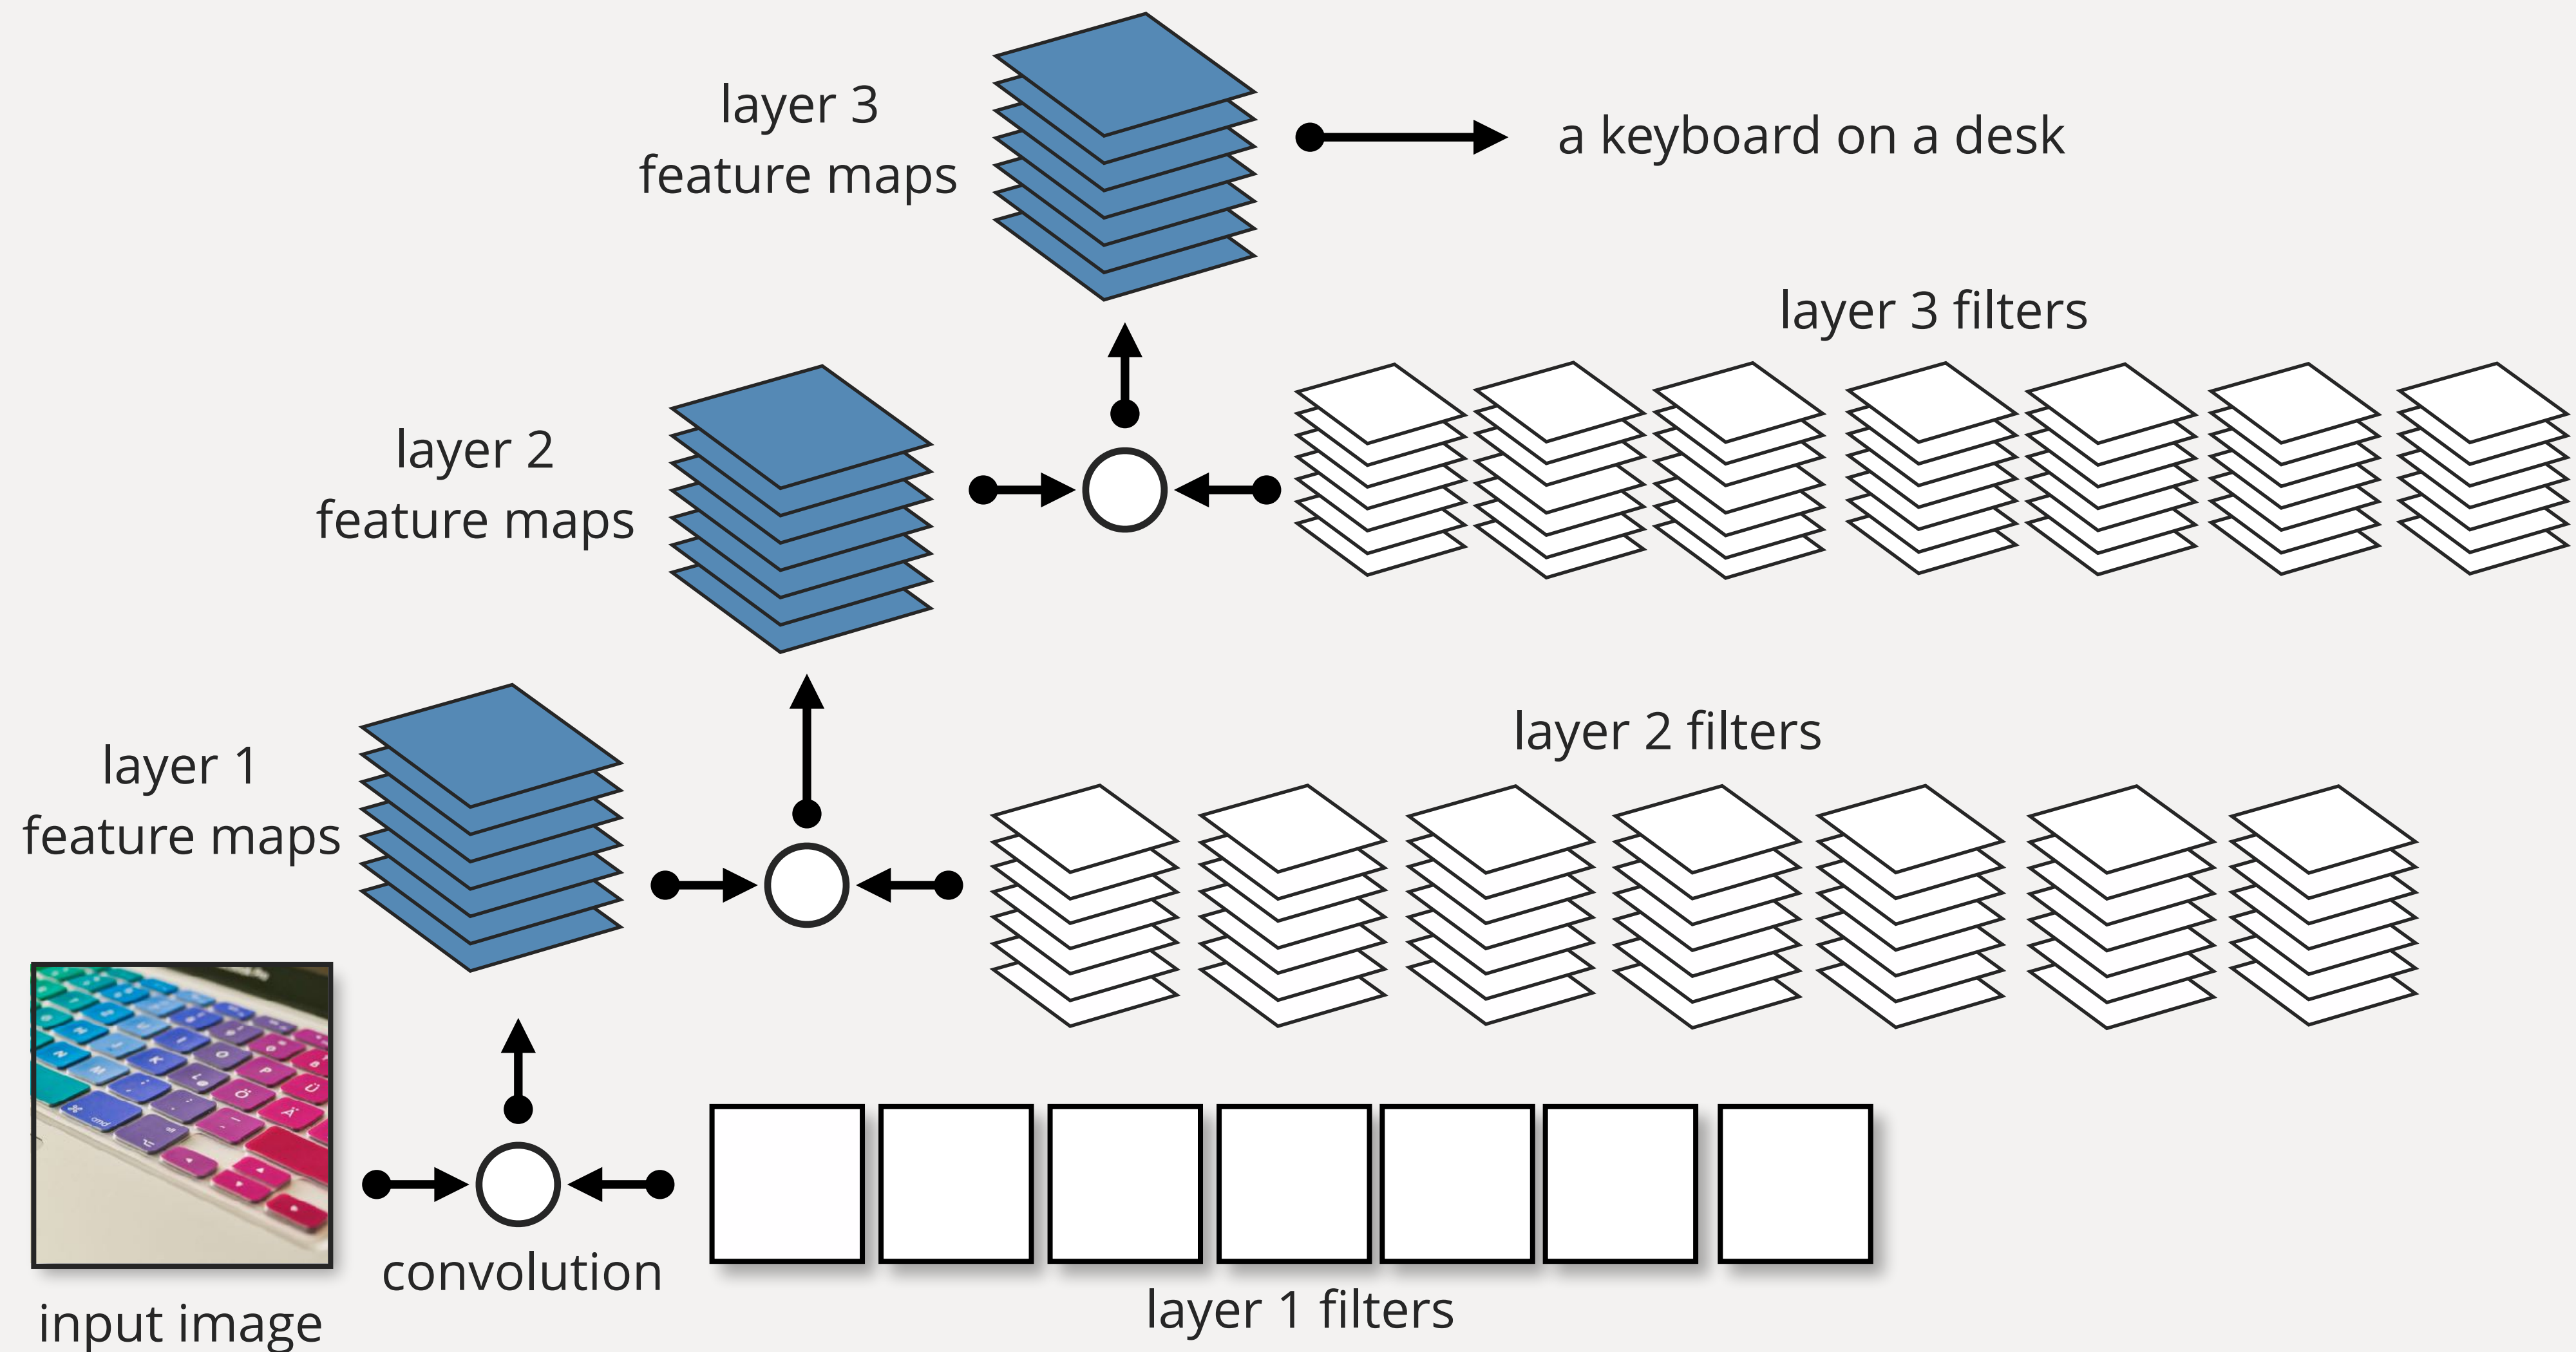 layer 3
feature maps
a keyboard on a desk
layer 3 filters
layer 2
feature maps
layer 2 filters
layer 1
feature maps
convolution
input image
layer 1 filters